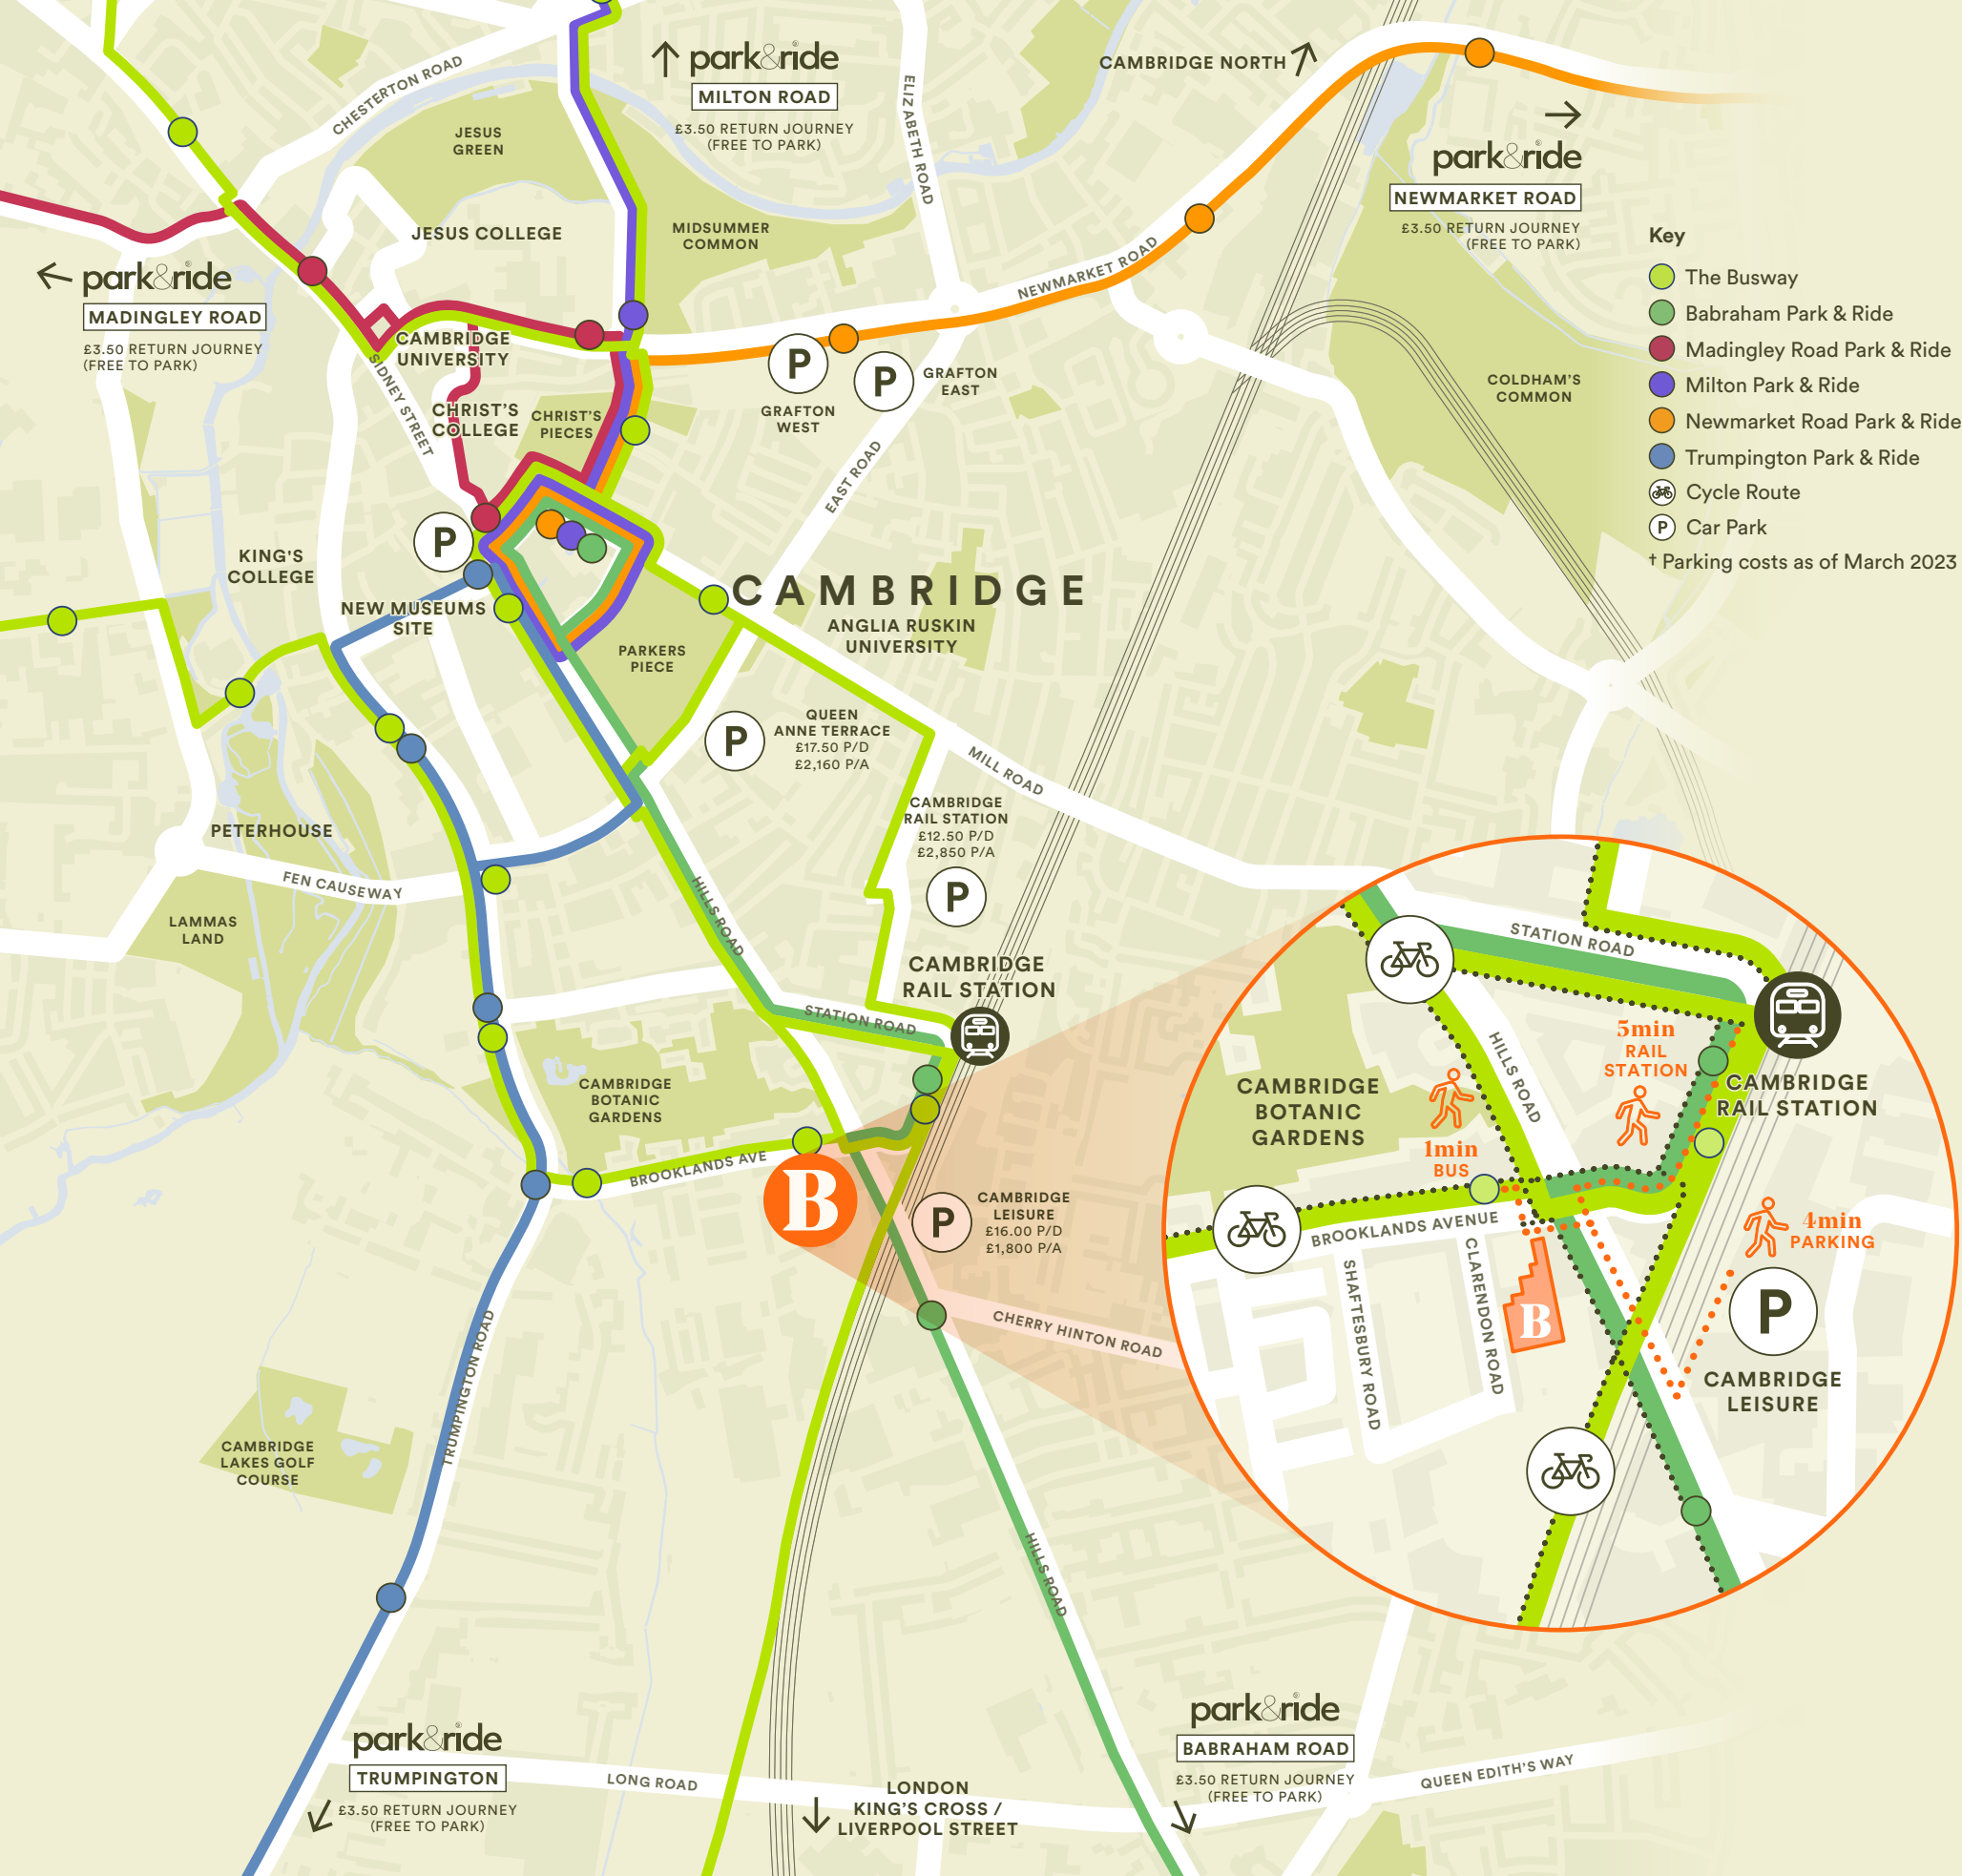 CHESTERTON ROAD
JESUS
GREEN
park&ride
MILTON ROAD
£3.50 RETURN JOURNEY
(FREE TO PARK)
ELIZABETH ROAD
CAMBRIDGE NORTH
park&ride
NEWMARKET ROAD
£3.50 RETURN JOURNEY
(FREE TO PARK)
JESUS COLLEGE
MIDSUMMER
COMMON
NEWMARKET ROAD
park&ride
MADINGLEY ROAD
£3.50 RETURN JOURNEY
(FREE TO PARK)
Key
The Busway
Babraham Park & Ride
Madingley Road Park & Ride
Milton Park & Ride
Newmarket Road Park & Ride
Trumpington Park & Ride
Cycle Route
P
Car Park
† Parking costs as of March 2023
CAMBRIDGE
UNIVERSITY
SIDNEY STREET
CHRIST'S
COLLEGE
CHRIST'S
PIECES
P
GRAFTON
WEST
P
GRAFTON
EAST
COLDHAM'S
COMMON
EAST ROAD
P
KING'S
COLLEGE
NEW MUSEUMS
SITE
CAMBRIDGE
ANGLIA RUSKIN
UNIVERSITY
PARKERS
PIECE
P
QUEEN
ANNE TERRACE
£17.50 P/D
£2,160 P/A
MILL ROAD
CAMBRIDGE
RAIL STATION
£12.50 P/D
£2,850 P/A
P
PETERHOUSE
FEN CAUSEWAY
LAMMAS
LAND
HILLS ROAD
CAMBRIDGE
RAIL STATION
STATION ROAD
CAMBRIDGE
BOTANIC
GARDENS
BROOKLANDS AVE
B
P
CAMBRIDGE
LEISURE
£16.00 P/D
£1,800 P/A
CHERRY HINTON ROAD
TRUMPINGTON ROAD
CAMBRIDGE
LAKES GOLF
COURSE
HILLS ROAD
STATION ROAD
HILLS ROAD
5min
RAIL
STATION
CAMBRIDGE
RAIL STATION
CAMBRIDGE
BOTANIC
GARDENS
1min
BUS
BROOKLANDS AVENUE
SHAFTESBURY ROAD
CLARENDON ROAD
B
4min
PARKING
P
CAMBRIDGE
LEISURE
park&ride
TRUMPINGTON
£3.50 RETURN JOURNEY
(FREE TO PARK)
LONG ROAD
LONDON
KING'S CROSS /
LIVERPOOL STREET
park&ride
BABRAHAM ROAD
£3.50 RETURN JOURNEY
(FREE TO PARK)
QUEEN EDITH'S WAY